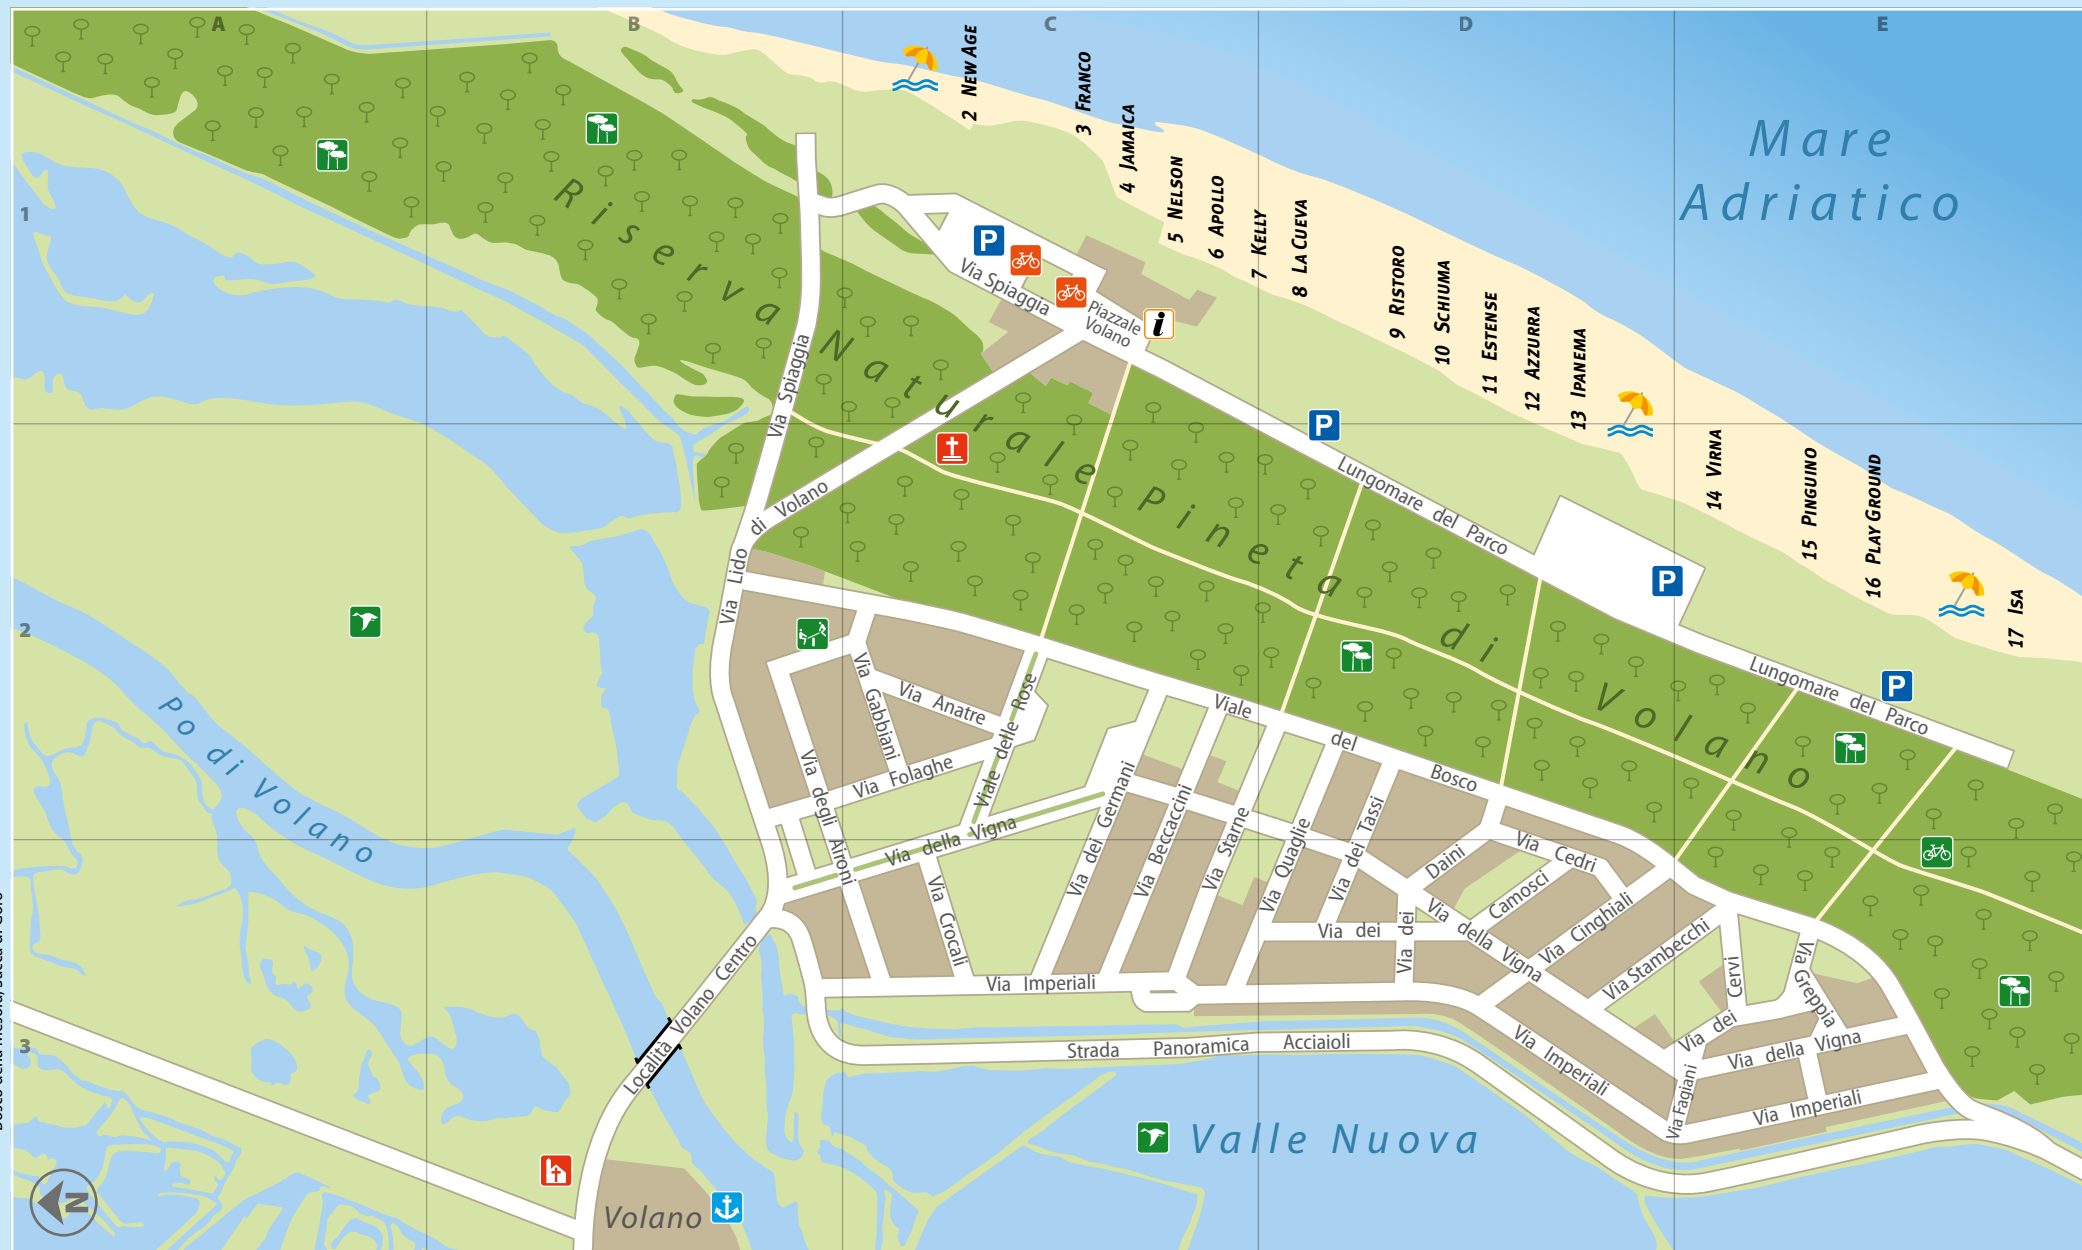 A
B
C
D
E
1
2
3
2 New Age
3 Franco
4 Jamaica
5 Nelson
6 Apollo
7 Kelly
8 La Cueva
9 Ristoro
10 Schiuma
11 Estense
12 Azzurra
13 Ipanema
14 Virna
15 Pinguino
16 Play Ground
17 Isa
Mare
Adriatico
Riserva Naturale Pineta di Volano
P
Via Spiaggia
Piazzale
Volano
i
Via Spiaggia
P
Lungomare del Parco
P
Lungomare del Parco
P
Via Lido di Volano
Po di Volano
Via Gabbiani
Via Anatre
Viale delle Rose
Via Folaghe
Via degli Aironi
Via della Vigna
Via Crocali
Viale del Bosco
Via dei Germani
Via Beccaccini
Via Starne
Via Quaglie
Via dei Tassi
Via dei Daini
Via dei Camosci
Via Cedri
Via della Vigna
Via Cinghiali
Via Stambecchi
Via dei Cervi
Via Greppia
Via della Vigna
Via Fagiani
Via Imperiali
Via Imperiali
Via Imperiali
Strada Panoramica Acciaioli
Località Volano Centro
Valle Nuova
Volano
N